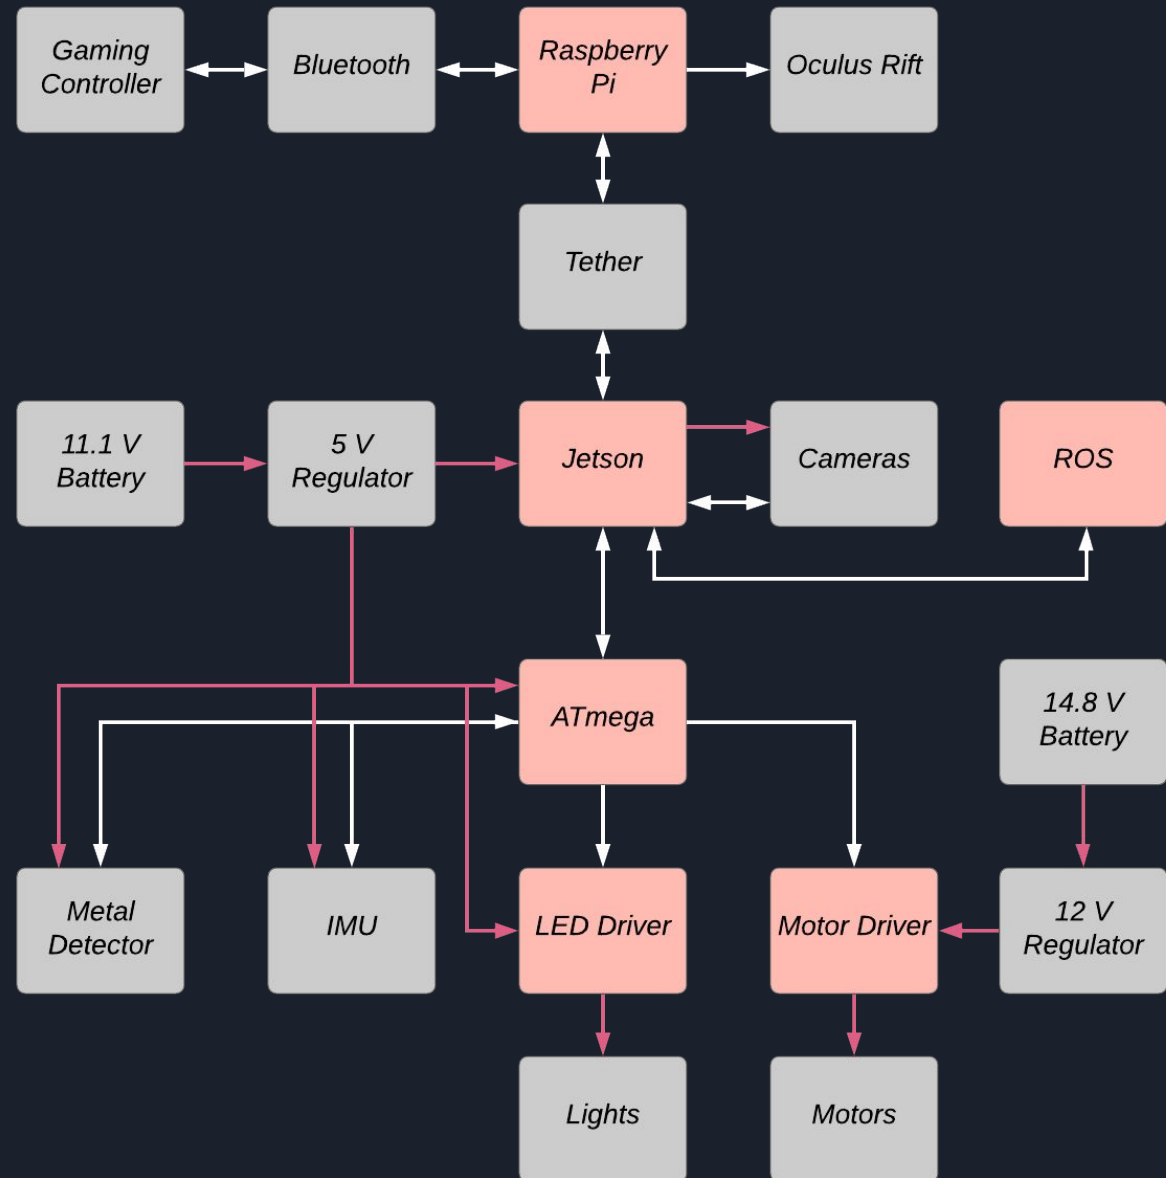 Gaming
Controller
Bluetooth
Raspberry
Pi
Oculus Rift
Tether
11.1 V
Battery
5 V
Regulator
Jetson
Cameras
ROS
ATmega
14.8 V
Battery
Metal
Detector
IMU
LED Driver
Motor Driver
12 V
Regulator
Lights
Motors